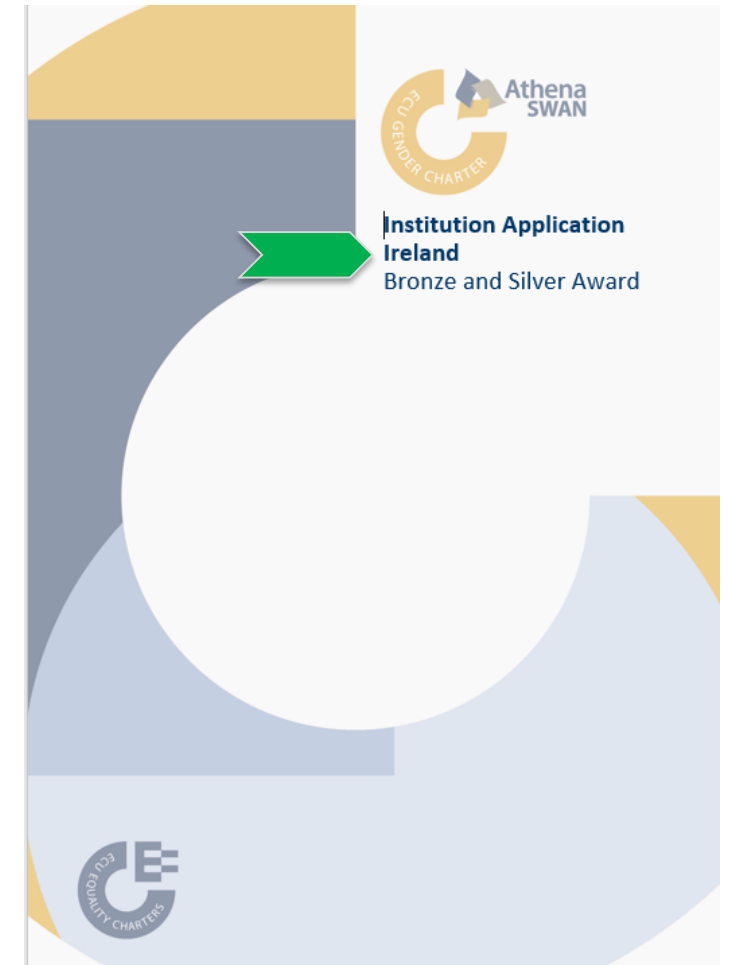 Athena
SWAN
ECU GENDER CHARTER
Institution Application
Ireland
Bronze and Silver Award
ECU EQUALITY CHARTERS